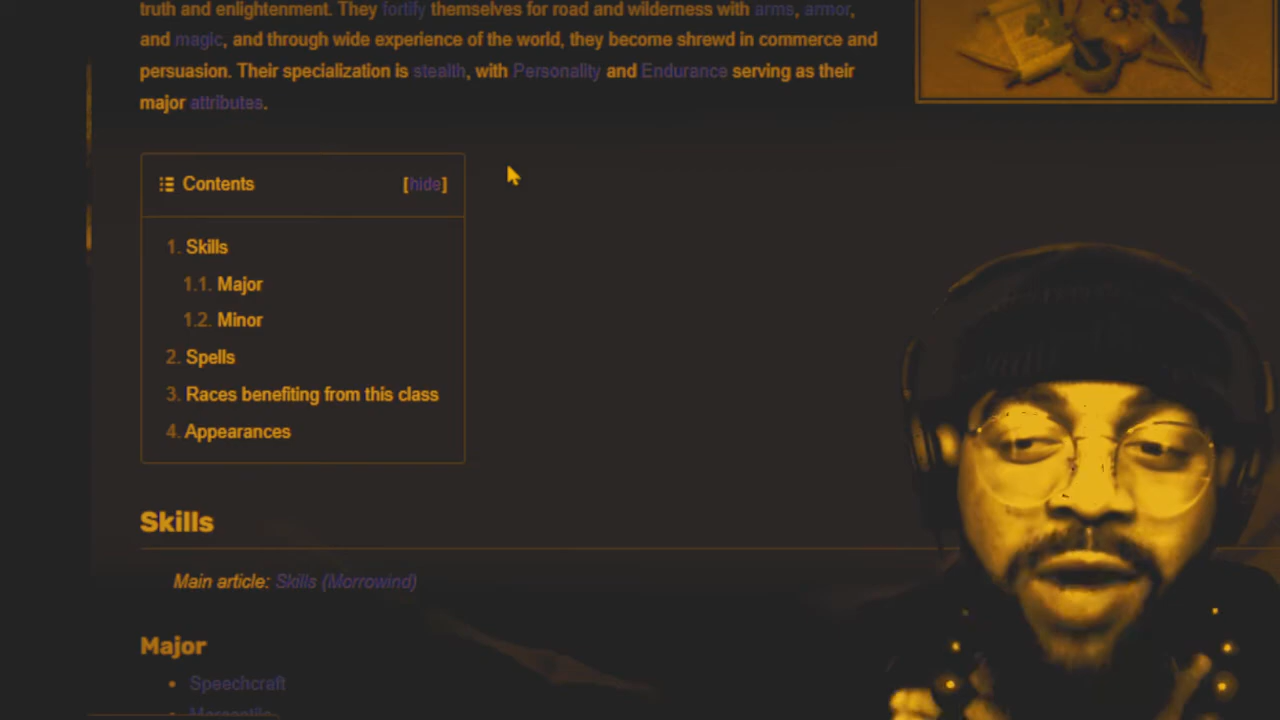 truth and enlightenment. They fortify themselves for road and wilderness with arms, armor,
and magic, and through wide experience of the world, they become shrewd in commerce and
persuasion. Their specialization is stealth, with Personality and Endurance serving as their
major attributes.
Contents [hide]
1. Skills
1.1. Major
1.2. Minor
2. Spells
3. Races benefiting from this class
4. Appearances
Skills
Main article: Skills (Morrowind)
Major
• Speechcraft
• Mercantile